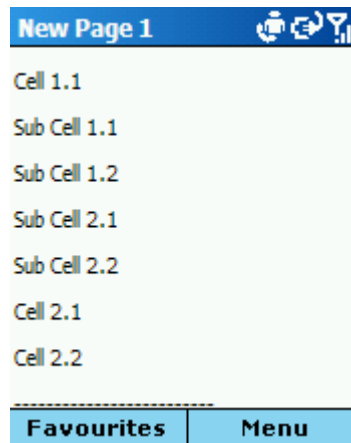 New Page 1
Cell 1.1
Sub Cell 1.1
Sub Cell 1.2
Sub Cell 2.1
Sub Cell 2.2
Cell 2.1
Cell 2.2
-------------------------
Favourites Menu